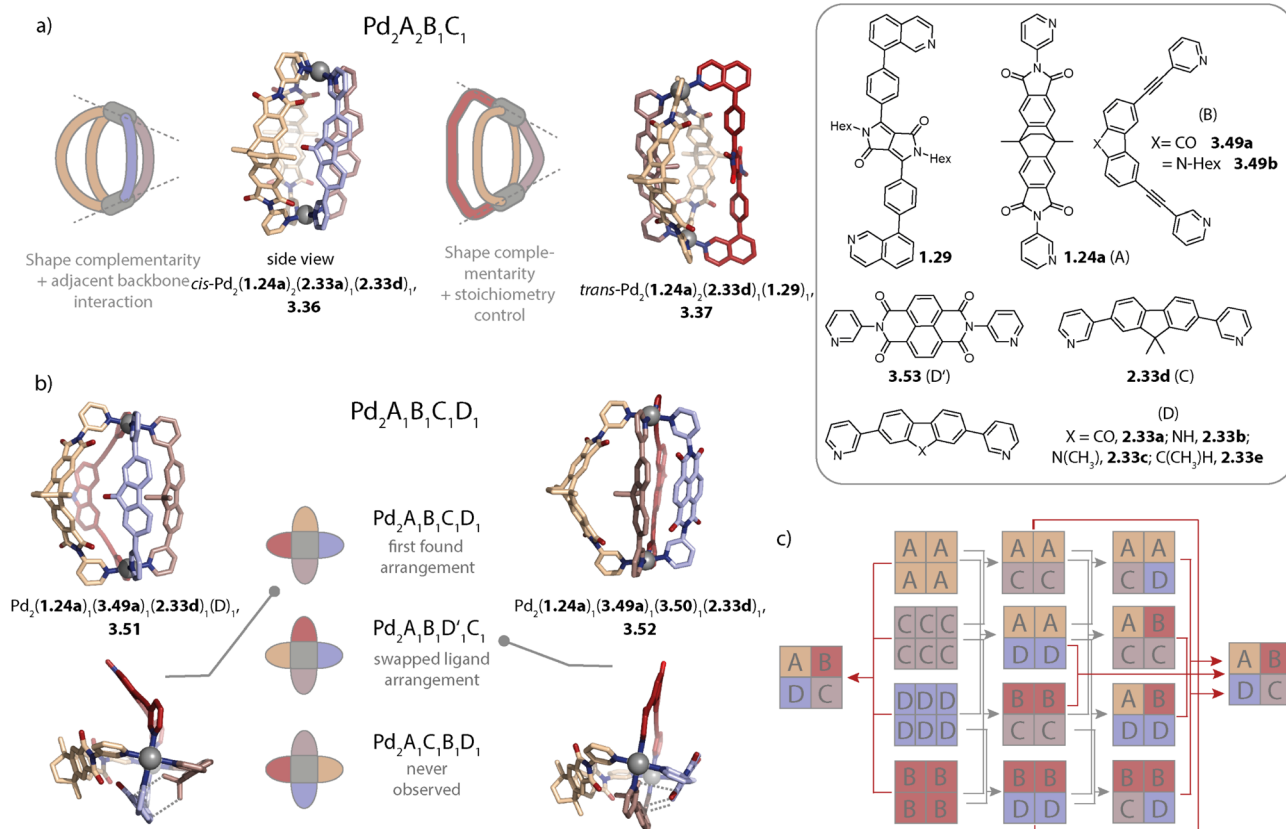 a)
Pd2A2B1C1
Shape complementarity
+ adjacent backbone
interaction
side view
cis-Pd2(1.24a)2(2.33a)1(2.33d)1,
3.36
Shape comple-
mentarity
+ stoichiometry
control
trans-Pd2(1.24a)2(2.33d)1(1.29)1,
3.37
N
Hex-N
O
O
N-Hex
N
1.29
N
O N O
O N O
N
1.24a (A)
N
X
N
(B)
X= CO 3.49a
= N-Hex 3.49b
O O
N N N N
O O
3.53 (D')
N N
2.33d (C)
N X N
(D)
X = CO, 2.33a; NH, 2.33b;
N(CH3), 2.33c; C(CH3)H, 2.33e
b)
Pd2A1B1C1D1
Pd2(1.24a)1(3.49a)1(2.33d)1(D)1,
3.51
Pd2A1B1C1D1
first found
arrangement
Pd2A1B1D'1C1
swapped ligand
arrangement
Pd2A1C1B1D1
never
observed
Pd2(1.24a)1(3.49a)1(3.50)1(2.33d)1,
3.52
c)
A A A A A A
A A C C C D
C C C A A A B
C C C D D C C
A B A B
D C D C
D D D B B A B
D D D C C D D
B B B B B B
B B D D C D